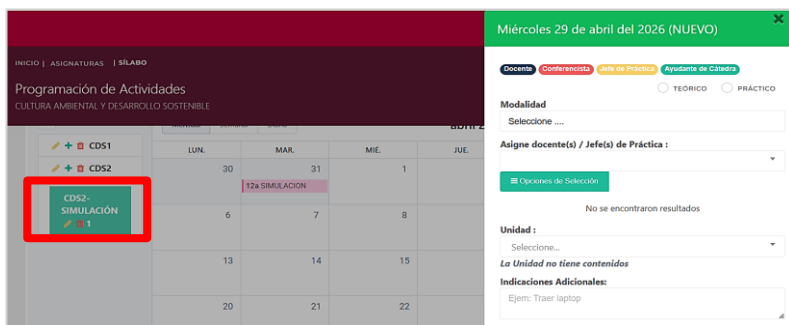 Miércoles 29 de abril del 2026 (NUEVO)
INICIO | ASIGNATURAS | SÍLABO
Programación de Actividades
CULTURA AMBIENTAL Y DESARROLLO SOSTENIBLE
CDS1
CDS2
CDS2-
SIMULACIÓN
1
abril 2
LUN. MAR. MIÉ. JUE.
30 31 1
12a SIMULACION
6 7 8
13 14 15
20 21 22
Docente Conferencista Jefe de Práctica Ayudante de Cátedra
TEÓRICO PRÁCTICO
Modalidad
Seleccione ....
Asigne docente(s) / Jefe(s) de Práctica :
Opciones de Selección
No se encontraron resultados
Unidad :
Seleccione...
La Unidad no tiene contenidos
Indicaciones Adicionales:
Ejem: Traer laptop